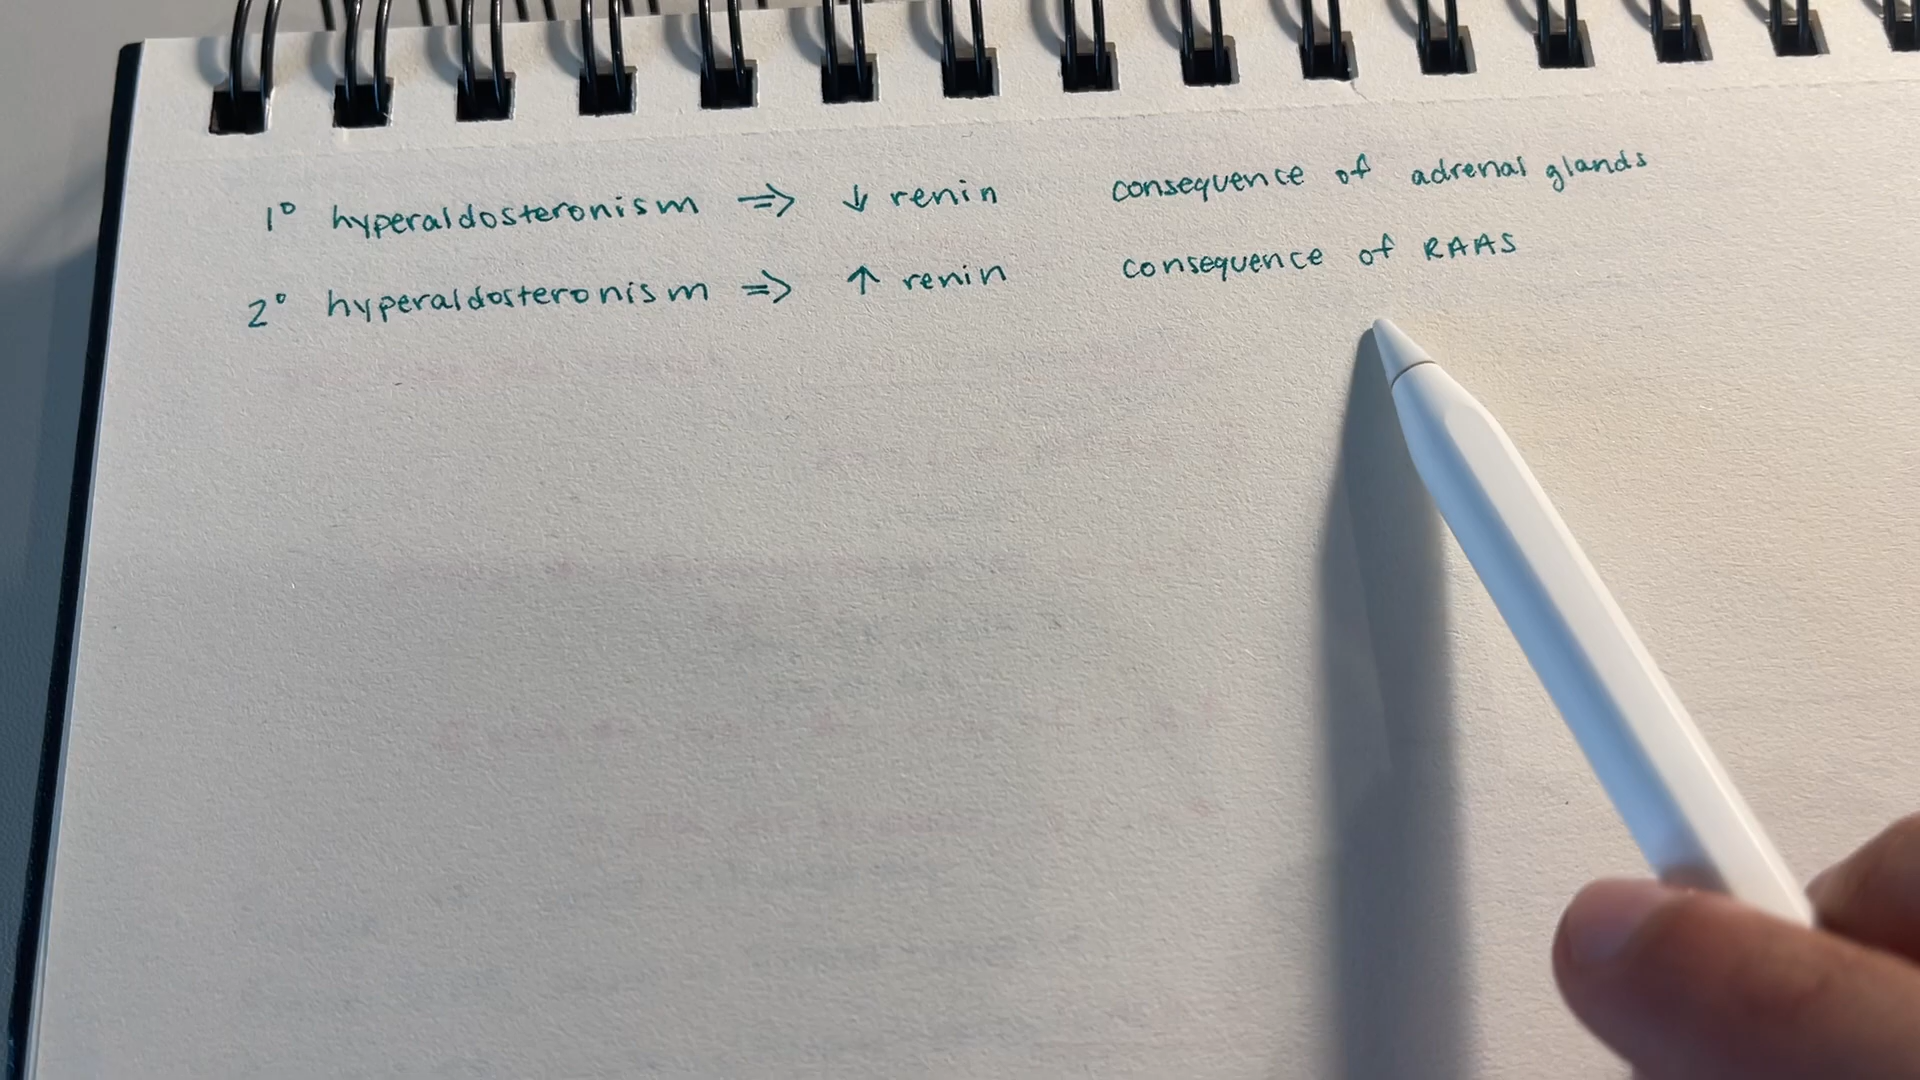 1° hyperaldosteronism ⇒ ↓ renin consequence of adrenal glands
2° hyperaldosteronism ⇒ ↑ renin consequence of RAAS